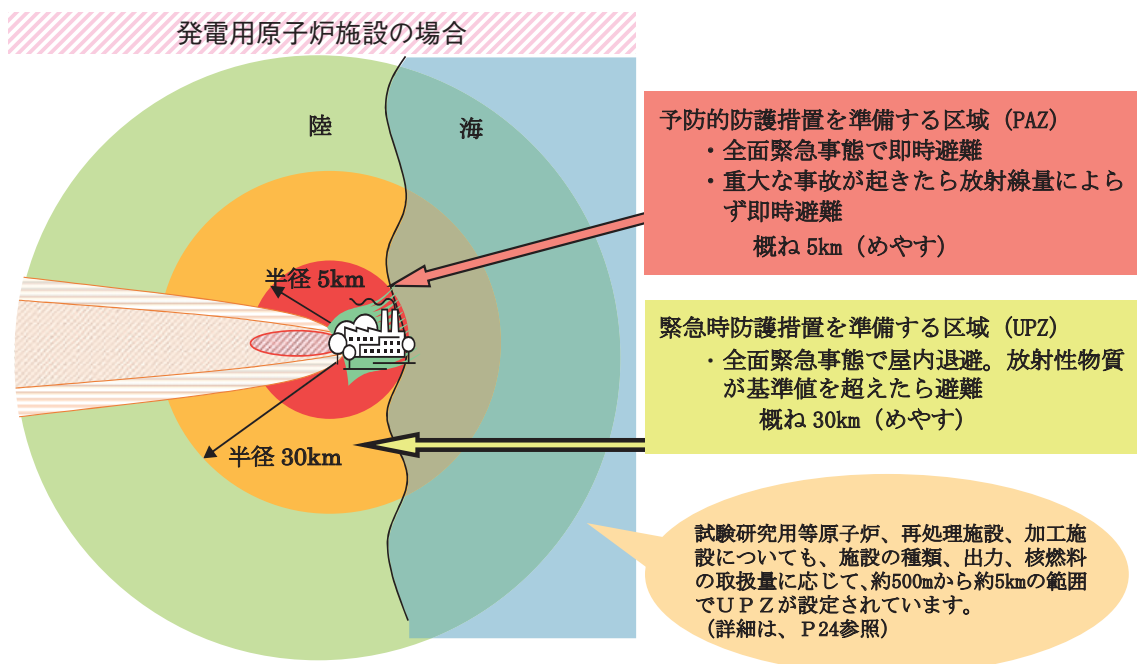 発電用原子炉施設の場合
陸
海
半径 5km
半径 30km
予防的防護措置を準備する区域（PAZ）
・全面緊急事態で即時避難
・重大な事故が起きたら放射線量によら
ず即時避難
概ね 5km（めやす）
緊急時防護措置を準備する区域（UPZ）
・全面緊急事態で屋内退避。放射性物質
が基準値を超えたら避難
概ね 30km（めやす）
試験研究用等原子炉、再処理施設、加工施
設についても、施設の種類、出力、核燃料
の取扱量に応じて、約500mから約5kmの範囲
でＵＰＺが設定されています。
（詳細は、Ｐ24参照）